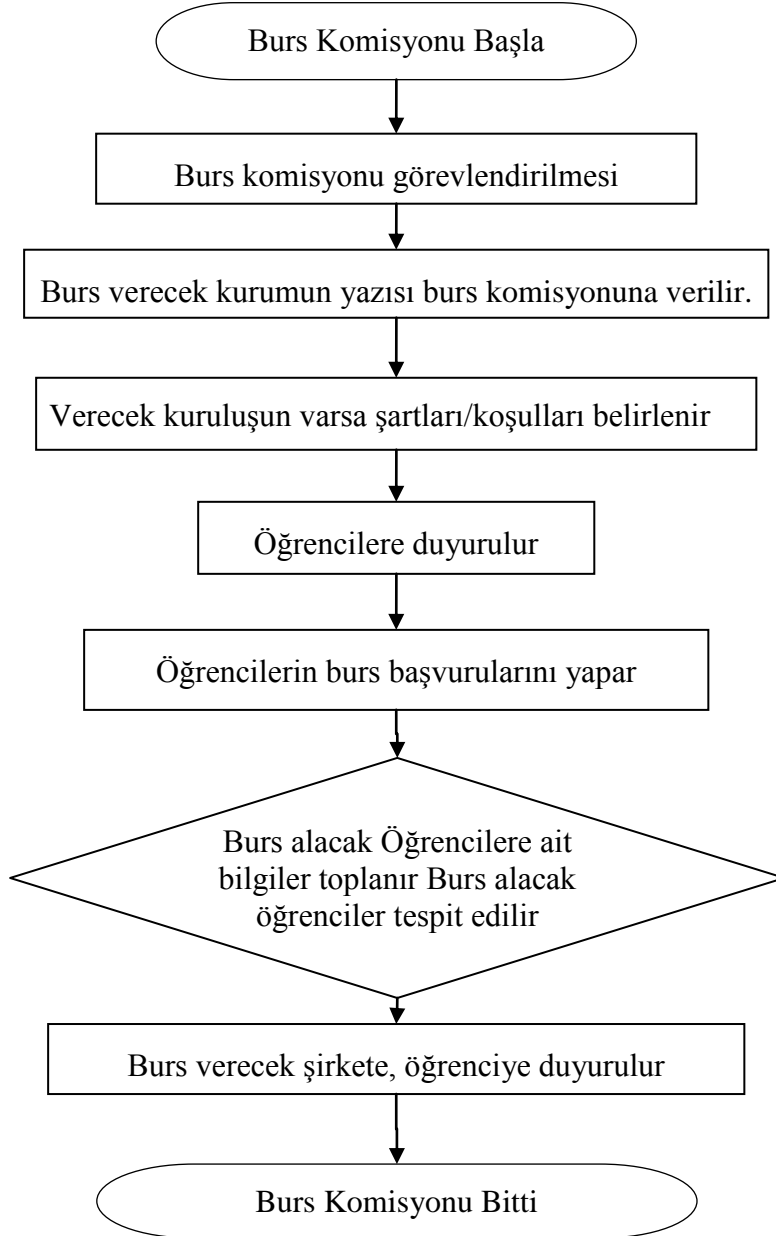 Burs Komisyonu Başla
Burs komisyonu görevlendirilmesi
Burs verecek kurumun yazısı burs komisyonuna verilir.
Verecek kuruluşun varsa şartları/koşulları belirlenir
Öğrencilere duyurulur
Öğrencilerin burs başvurularını yapar
Burs alacak Öğrencilere ait
bilgiler toplanır Burs alacak
öğrenciler tespit edilir
Burs verecek şirkete, öğrenciye duyurulur
Burs Komisyonu Bitti